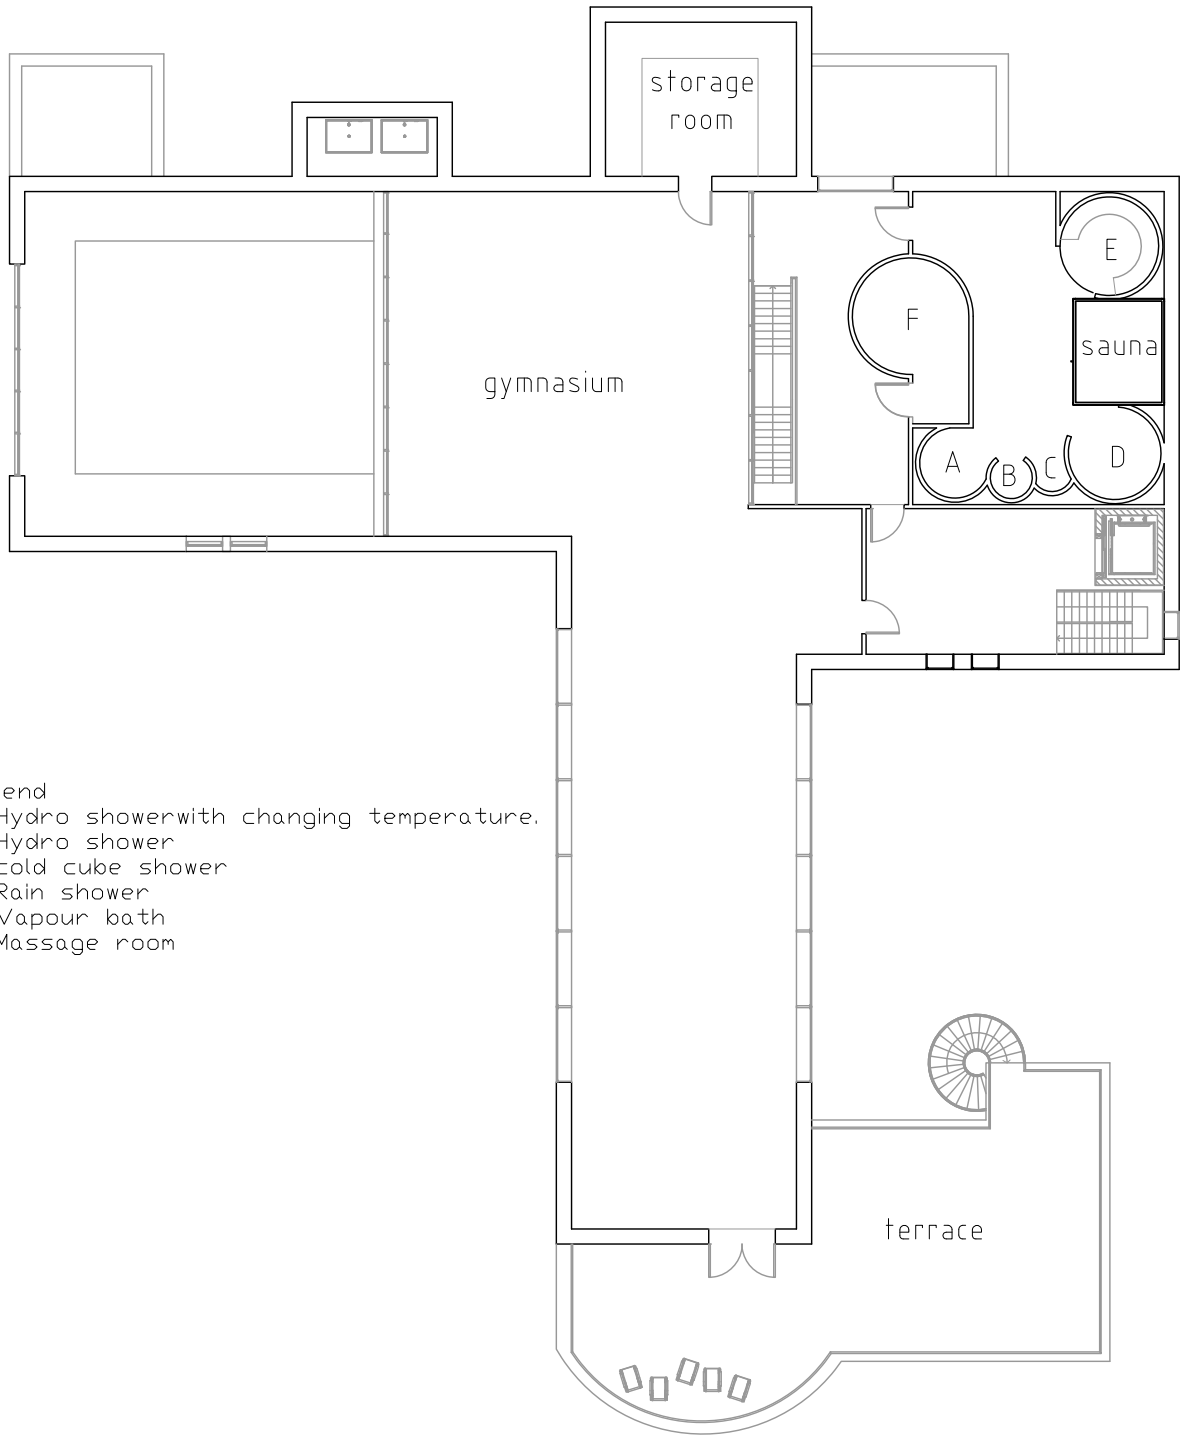 storage
room
E
F
sauna
gymnasium
A
B
C
D
end
Hydro showerwith changing temperature.
Hydro shower
cold cube shower
Rain shower
Vapour bath
Massage room
terrace